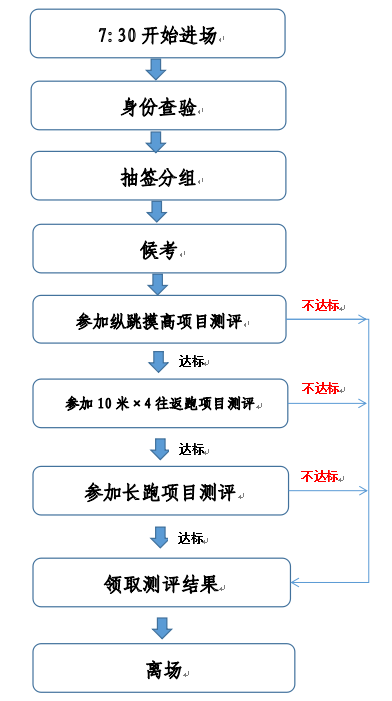 7: 30 开始进场
身份查验
抽签分组
候考
不达标
参加纵跳摸高项目测评
达标
不达标
参加 10 米×4 往返跑项目测评
达标
不达标
参加长跑项目测评
达标
领取测评结果
离场